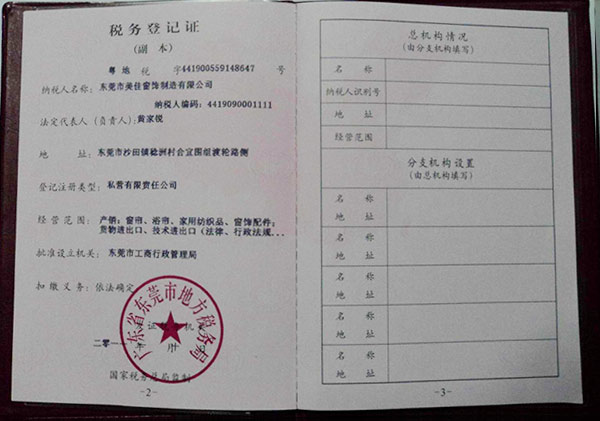 税务登记证
(副 本)
粤 地 税 字441900559148647 号
纳税人名称: 东莞市美佳窗饰制造有限公司
纳税人编码: 4419090001111
法定代表人(负责人): 黄家锐
地 址: 东莞市沙田镇稔洲村合宜围组渡轮路侧
登记注册类型: 私营有限责任公司
经营范围: 产销: 窗帘、浴帘、家用纺织品、窗饰配件;
货物进出口、技术进出口(法律、行政法规...
批准设立机关: 东莞市工商行政管理局
扣缴义务: 依法确定
广东省东莞市地方税务局
二零一
年 月
国家税务总局监制
-2-
总机构情况
(由分支机构填写)
名 称
纳税人识别号
地 址
经营范围
分支机构设置
(由总机构填写)
名 称
地 址
名 称
地 址
名 称
地 址
名 称
地 址
名 称
地 址
-3-